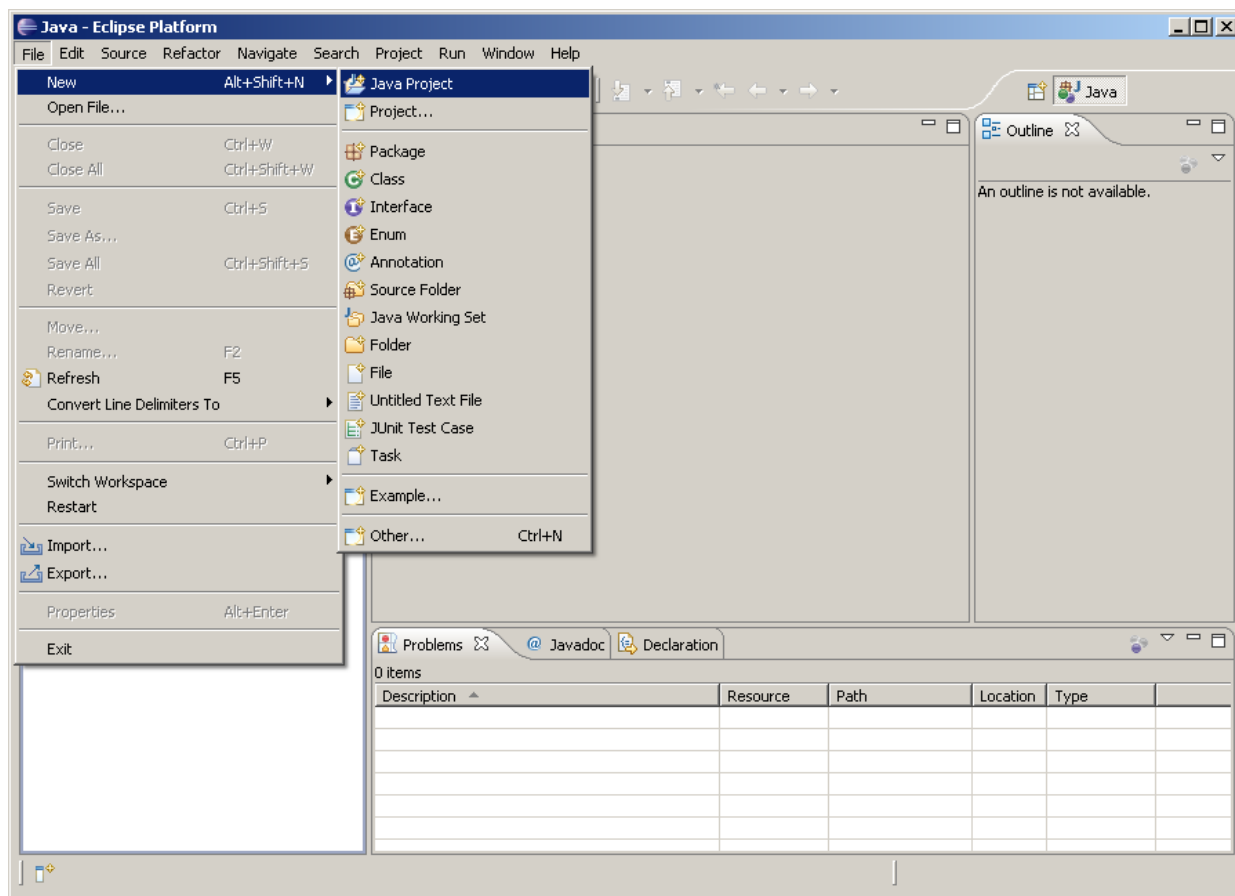 Java - Eclipse Platform
File Edit Source Refactor Navigate Search Project Run Window Help
New Alt+Shift+N
Open File...
Close Ctrl+W
Close All Ctrl+Shift+W
Save Ctrl+S
Save As...
Save All Ctrl+Shift+S
Revert
Move...
Rename... F2
Refresh F5
Convert Line Delimiters To
Print... Ctrl+P
Switch Workspace
Restart
Import...
Export...
Properties Alt+Enter
Exit
Java Project
Project...
Package
Class
Interface
Enum
Annotation
Source Folder
Java Working Set
Folder
File
Untitled Text File
JUnit Test Case
Task
Example...
Other... Ctrl+N
Java
Outline
An outline is not available.
Problems @ Javadoc Declaration
0 items
Description Resource Path Location Type